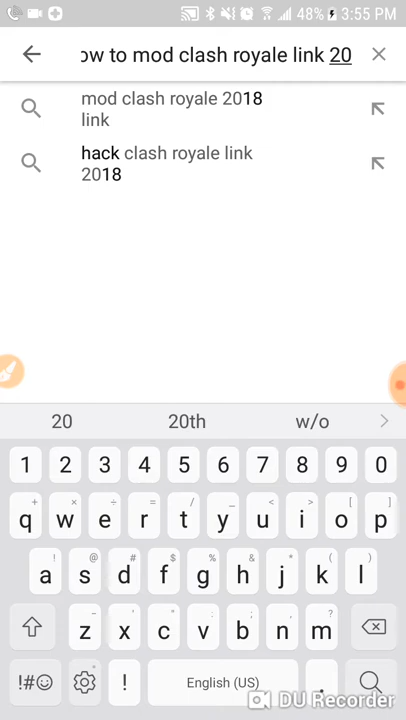 48% 3:55 PM
ow to mod clash royale link 20
mod clash royale 2018
link
hack clash royale link
2018
20 20th w/o
1 2 3 4 5 6 7 8 9 0
+ × ÷ = / _ < > [ ]
q w e r t y u i o p
! @ # $ % ^ & * ( )
a s d f g h j k l
- ' " : ; , ?
z x c v b n m
!#☺ ! English (US) .
DU Recorder